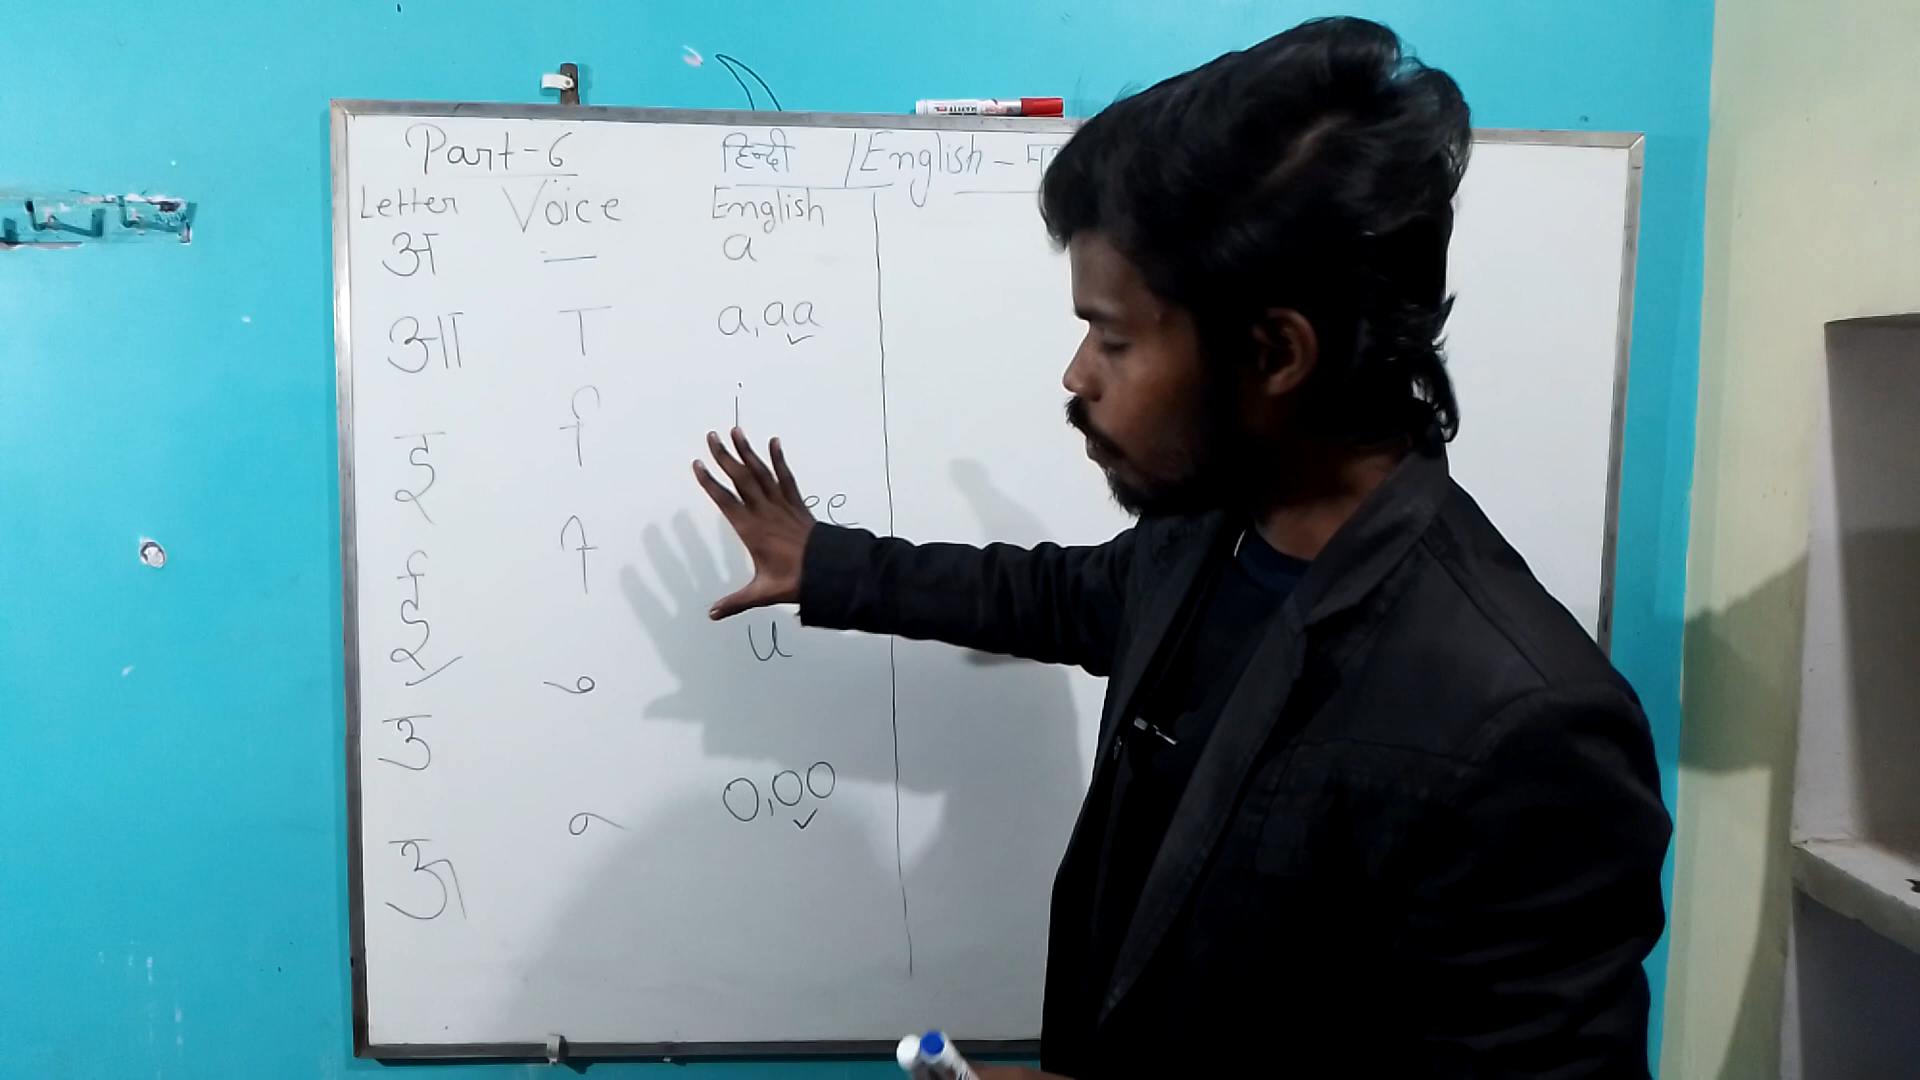 Part-6 हिन्दी / English -
Letter Voice English
अ — a
आ ा a, aa
इ ि i
ई ी ee
उ ु u
ऊ ू o, oo